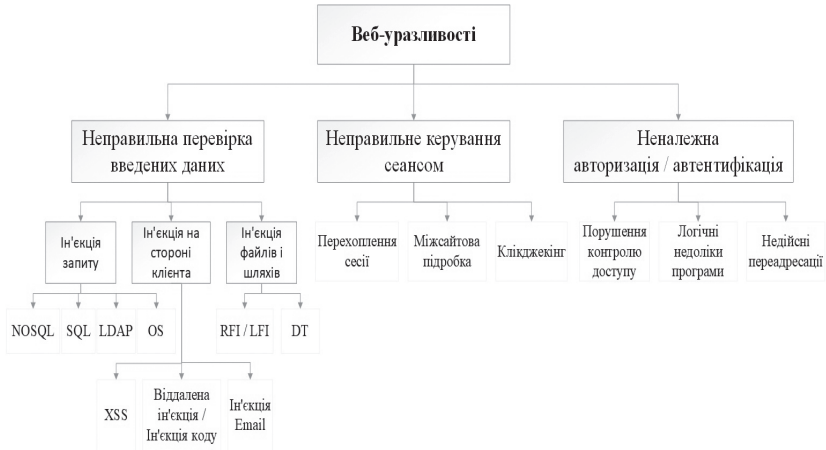 Веб-уразливості
Неправильна перевірка
введених даних
Неправильне керування
сеансом
Неналежна
авторизація / автентифікація
Ін'єкція
запиту
Ін'єкція на
стороні
клієнта
Ін'єкція
файлів і
шляхів
Перехоплення
сесії
Міжсайтова
підробка
Клікджекінг
Порушення
контролю
доступу
Логічні
недоліки
програми
Недійсні
переадресації
NOSQL
SQL
LDAP
OS
RFI / LFI
DT
XSS
Віддалена
ін'єкція /
Ін'єкція коду
Ін'єкція
Email